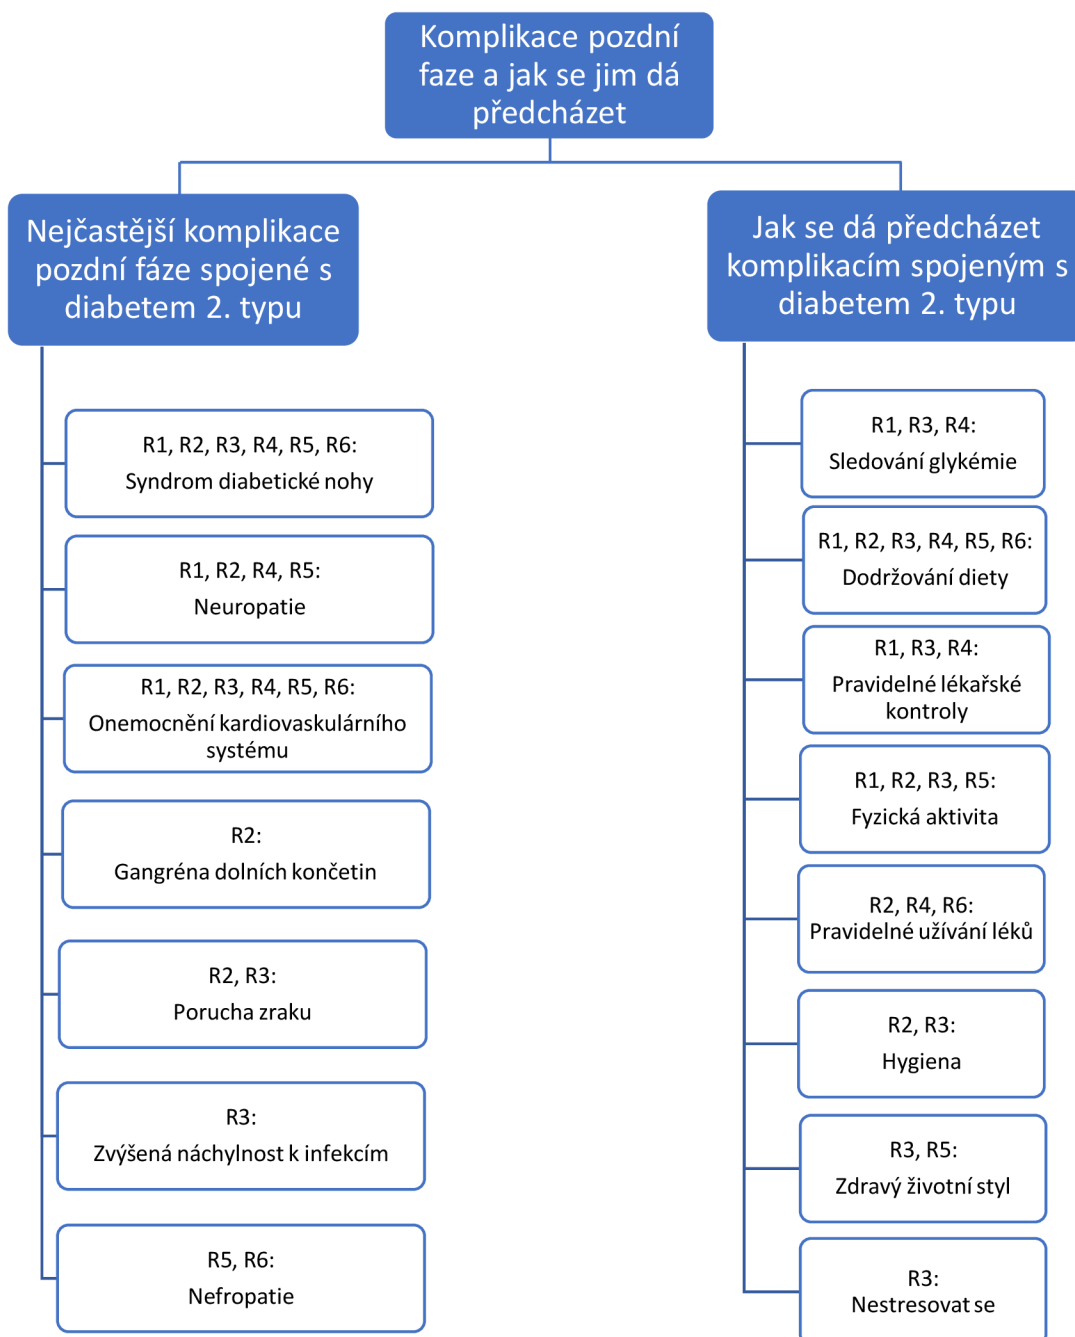 Komplikace pozdní
faze a jak se jim dá
předcházet
Nejčastější komplikace
pozdní fáze spojené s
diabetem 2. typu
R1, R2, R3, R4, R5, R6:
Syndrom diabetické nohy
R1, R2, R4, R5:
Neuropatie
R1, R2, R3, R4, R5, R6:
Onemocnění kardiovaskulárního
systému
R2:
Gangréna dolních končetin
R2, R3:
Porucha zraku
R3:
Zvýšená náchylnost k infekcím
R5, R6:
Nefropatie
Jak se dá předcházet
komplikacím spojeným s
diabetem 2. typu
R1, R3, R4:
Sledování glykémie
R1, R2, R3, R4, R5, R6:
Dodržování diety
R1, R3, R4:
Pravidelné lékařské
kontroly
R1, R2, R3, R5:
Fyzická aktivita
R2, R4, R6:
Pravidelné užívání léků
R2, R3:
Hygiena
R3, R5:
Zdravý životní styl
R3:
Nestresovat se